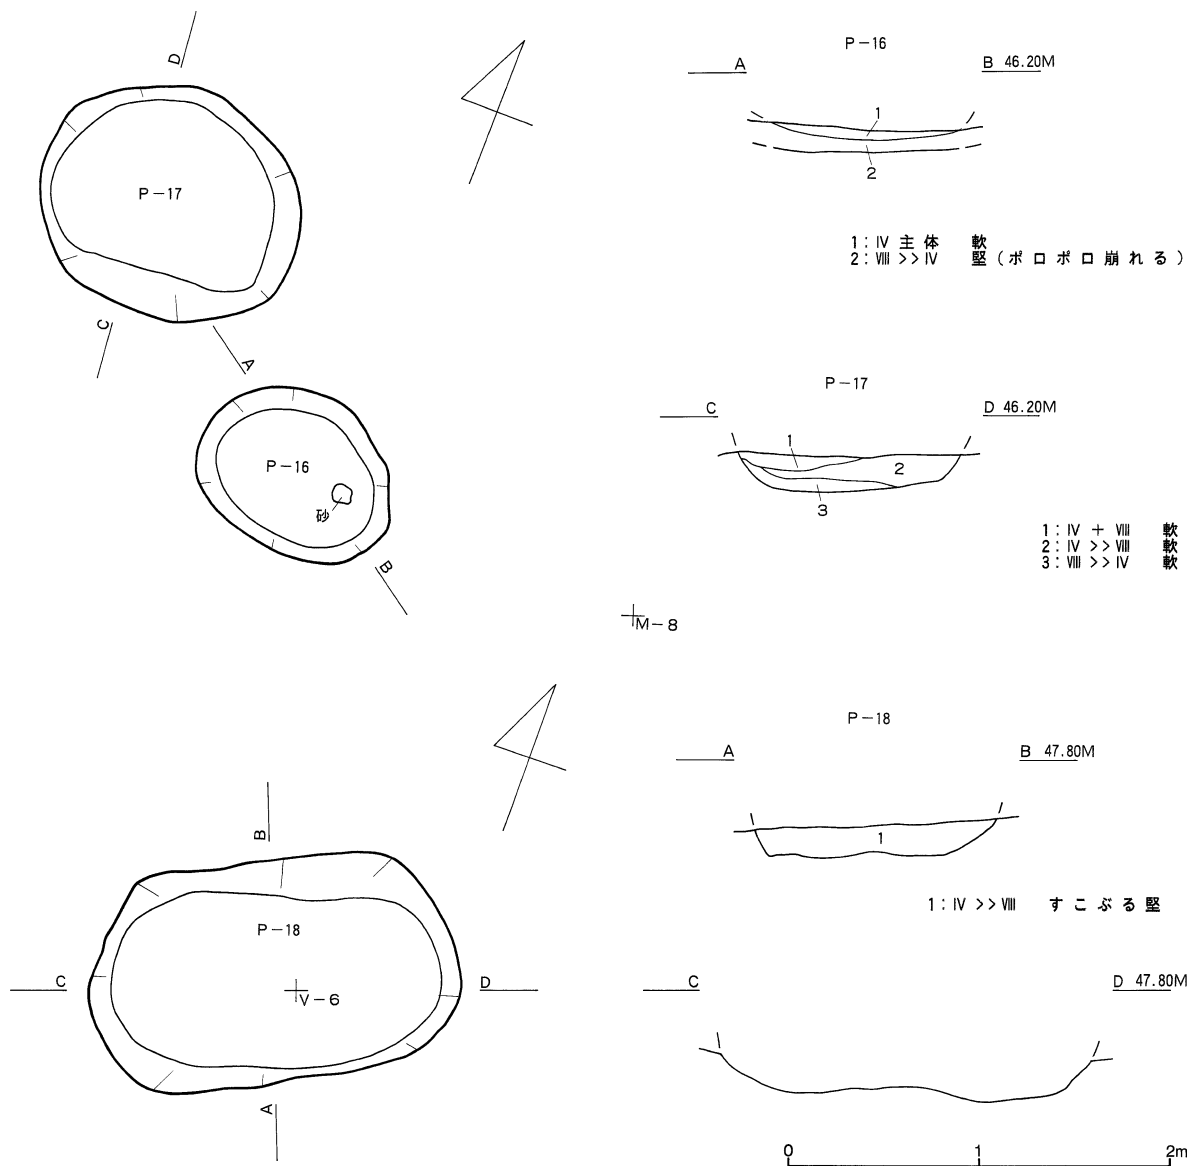 D
P-17
C
A
P-16
砂
B
P-16
A
B 46.20M
1
2
1:Ⅳ 主体 軟
2:Ⅷ>>Ⅳ 堅(ポロポロ崩れる)
P-17
C
D 46.20M
1
2
3
1:Ⅳ + Ⅷ 軟
2:Ⅳ>>Ⅷ 軟
3:Ⅷ>>Ⅳ 軟
M-8
B
P-18
C
D
V-6
A
P-18
A
B 47.80M
1
1:Ⅳ>>Ⅷ すこぶる堅
C
D 47.80M
0 1 2m